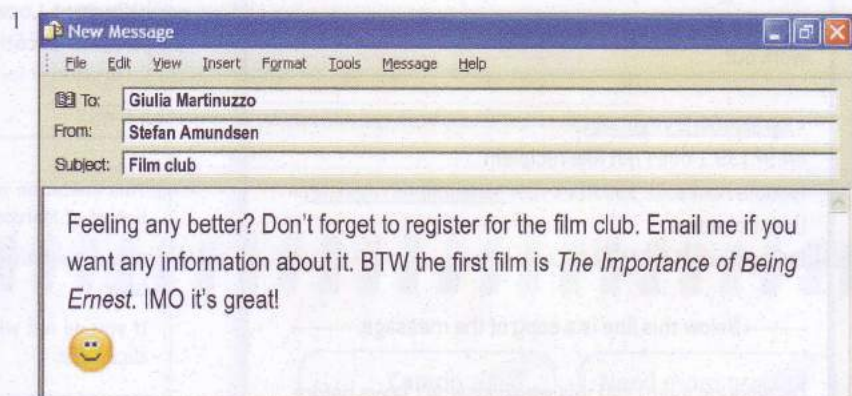 1
New Message
File Edit View Insert Format Tools Message Help
To: Giulia Martinuzzo
From: Stefan Amundsen
Subject: Film club
Feeling any better? Don't forget to register for the film club. Email me if you
want any information about it. BTW the first film is The Importance of Being
Ernest. IMO it's great!